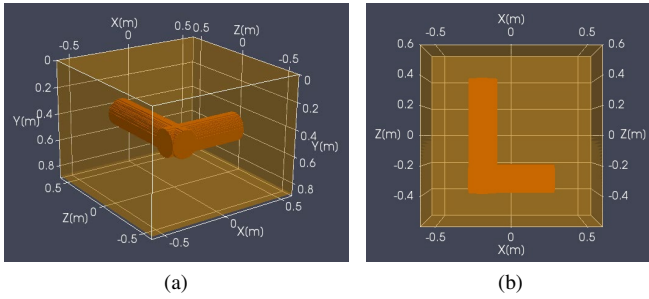 X(m)
-0.5 0 0.5 0.5 Z(m) 0 -0.5
0 0
0.2 0.2
Y(m) 0.4 0.4
0.6 Y(m) 0.6
0.8 0.8
0.5 0.5
Z(m) 0 0 X(m)
-0.5 -0.5
(a)
X(m)
-0.5 0 0.5
0.6 0.6
0.4 0.4
0.2 0.2
Z(m) 0 0 Z(m)
-0.2 -0.2
-0.4 -0.4
-0.5 0 0.5
X(m)
(b)